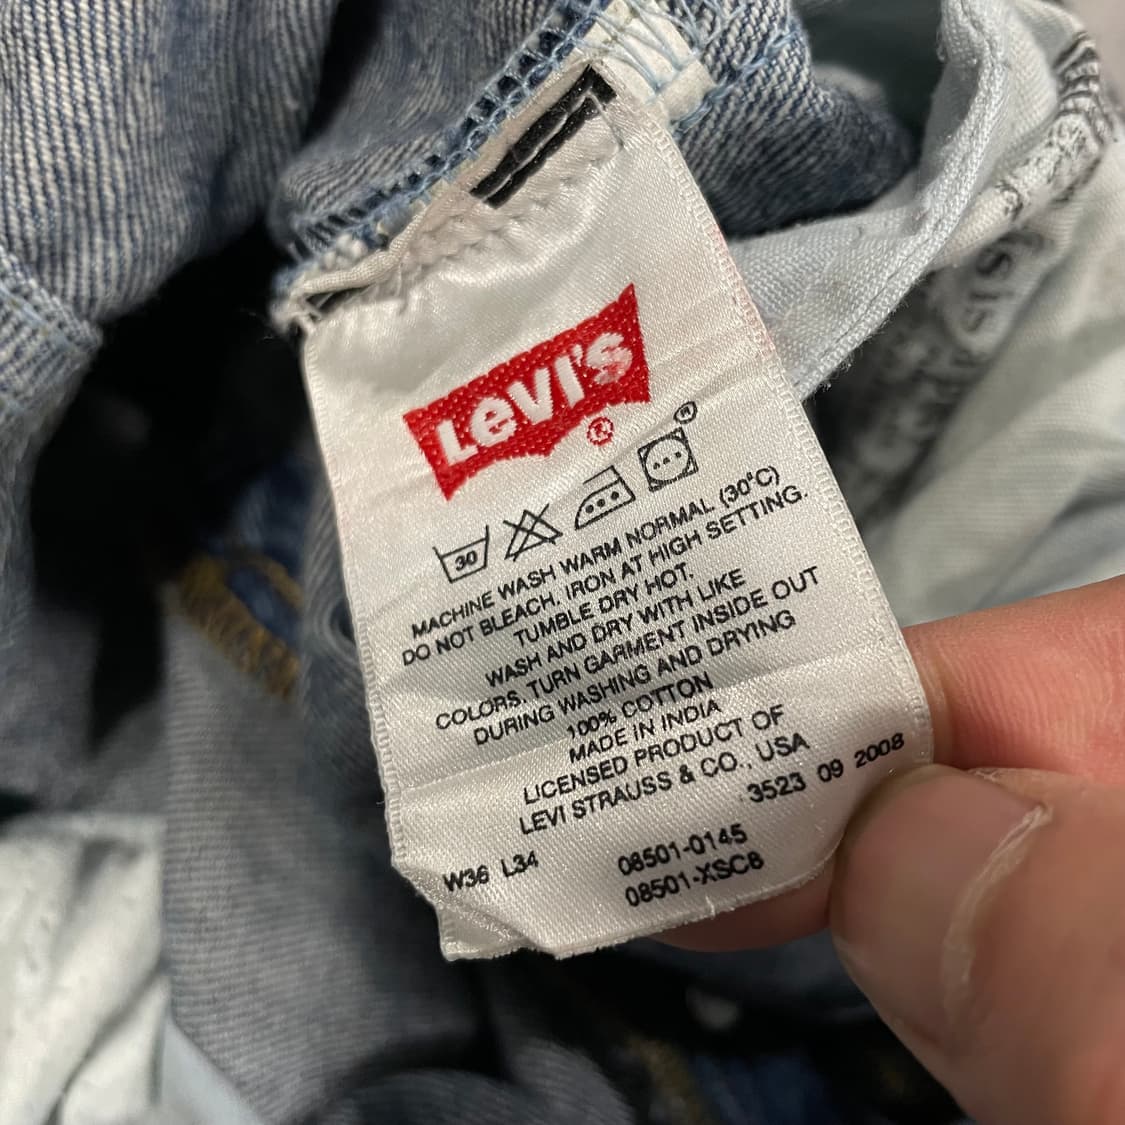 Levi's
®
30
MACHINE WASH WARM NORMAL (30°C)
DO NOT BLEACH. IRON AT HIGH SETTING.
TUMBLE DRY HOT.
WASH AND DRY WITH LIKE
COLORS. TURN GARMENT INSIDE OUT
DURING WASHING AND DRYING
100% COTTON
MADE IN INDIA
LICENSED PRODUCT OF
LEVI STRAUSS & CO., USA
3523 09 2008
W36 L34
08501-0145
08501-XSC8